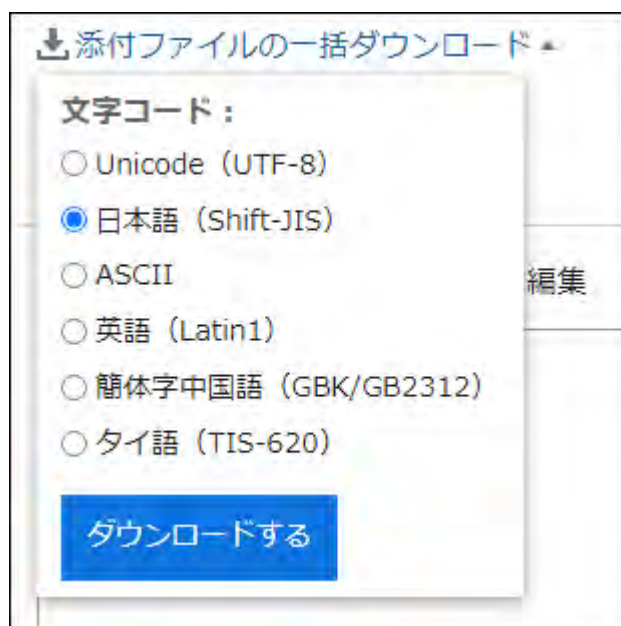 添付ファイルの一括ダウンロード
文字コード：
Unicode（UTF-8）
日本語（Shift-JIS）
ASCII
編集
英語（Latin1）
簡体字中国語（GBK/GB2312）
タイ語（TIS-620）
ダウンロードする